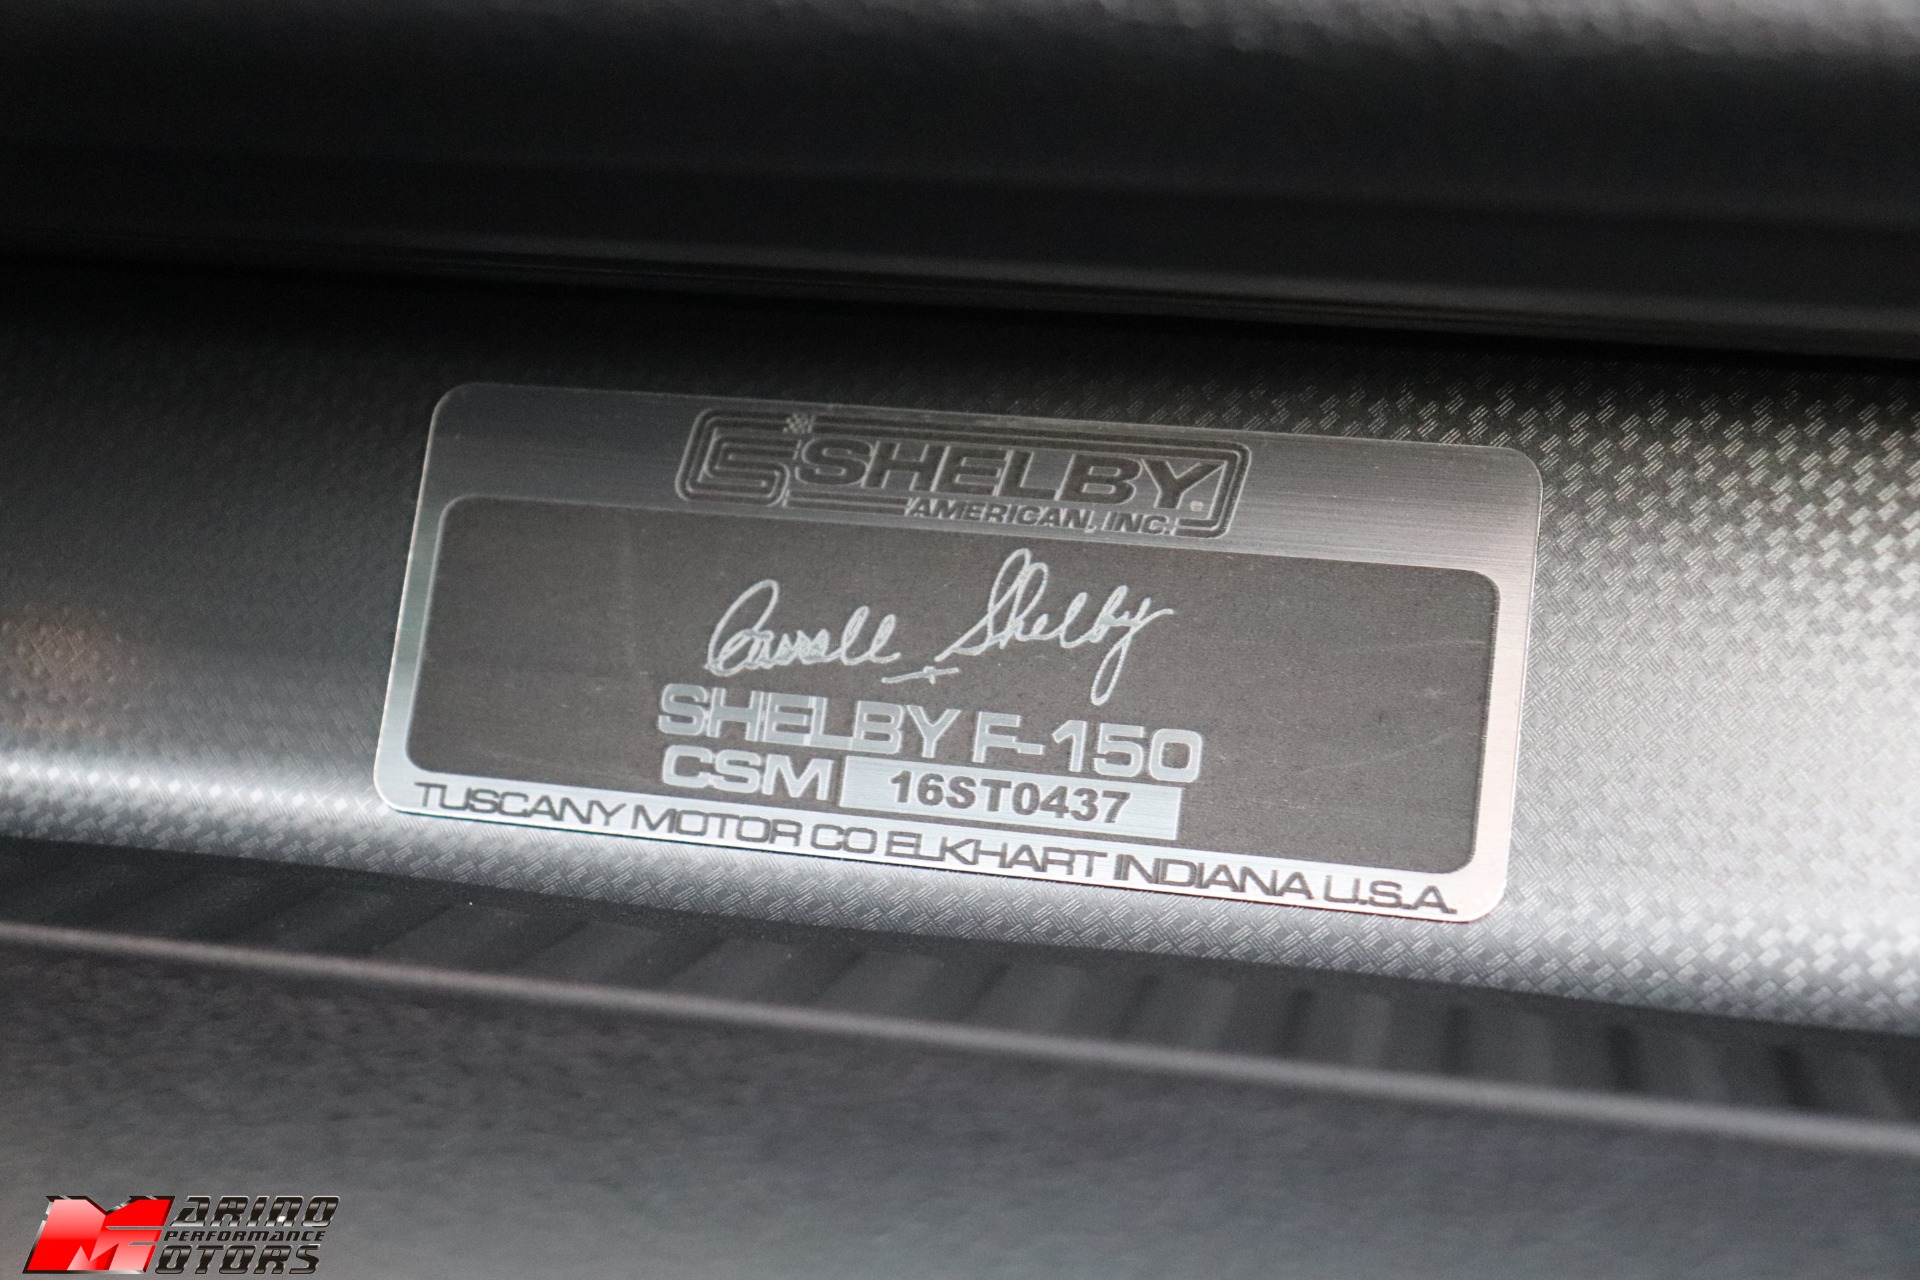 SHELBY
AMERICAN, INC.
Carroll Shelby
SHELBY F-150
CSM 16ST0437
TUSCANY MOTOR CO ELKHART INDIANA U.S.A.
MARINO
PERFORMANCE
MOTORS